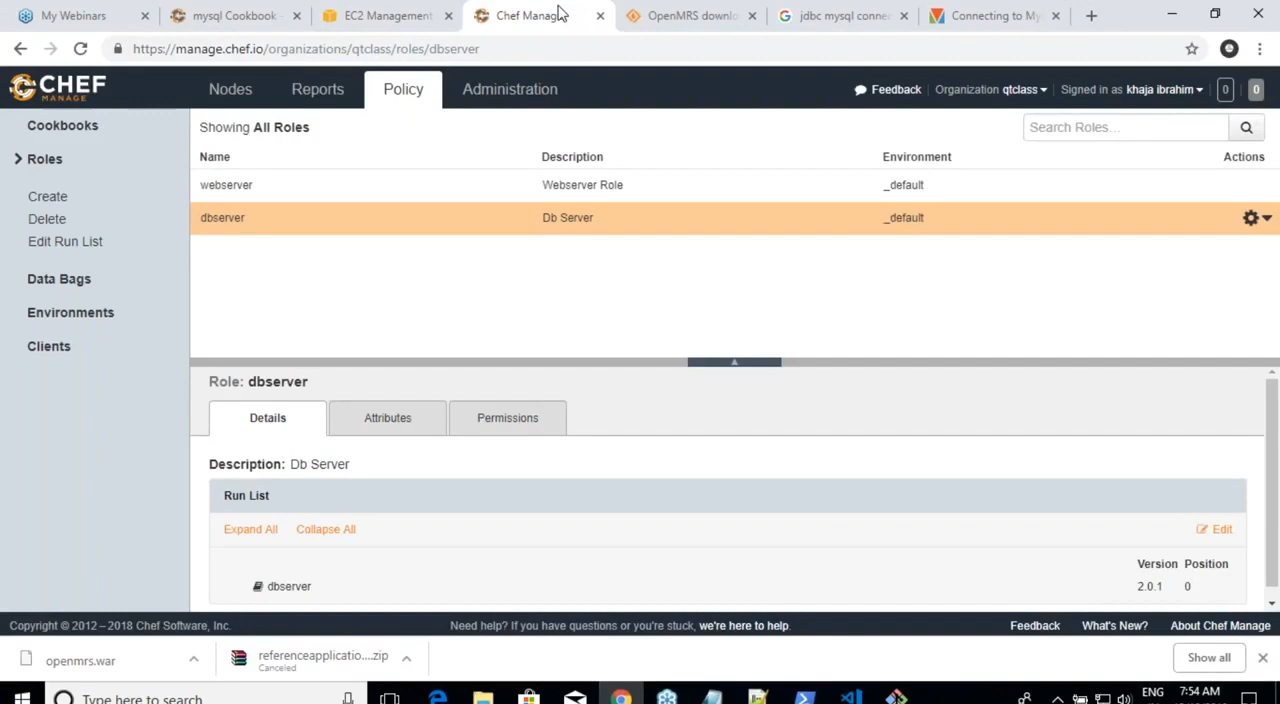 My Webinars
mysql Cookbook -
EC2 Management
Chef Manag
OpenMRS downlo
jdbc mysql conne
Connecting to My
https://manage.chef.io/organizations/qtclass/roles/dbserver
CHEF
MANAGE
Nodes
Reports
Policy
Administration
Feedback
Organization qtclass
Signed in as khaja ibrahim
0
0
Cookbooks
Roles
Create
Delete
Edit Run List
Data Bags
Environments
Clients
Showing All Roles
Search Roles...
Name Description Environment Actions
webserver Webserver Role _default
dbserver Db Server _default
Role: dbserver
Details Attributes Permissions
Description: Db Server
Run List
Expand All Collapse All Edit
Version Position
dbserver 2.0.1 0
Copyright © 2012 – 2018 Chef Software, Inc.
Need help? If you have questions or you're stuck, we're here to help.
Feedback What's New? About Chef Manage
openmrs.war
referenceapplicatio....zip
Canceled
Show all
Type here to search
ENG
7:54 AM